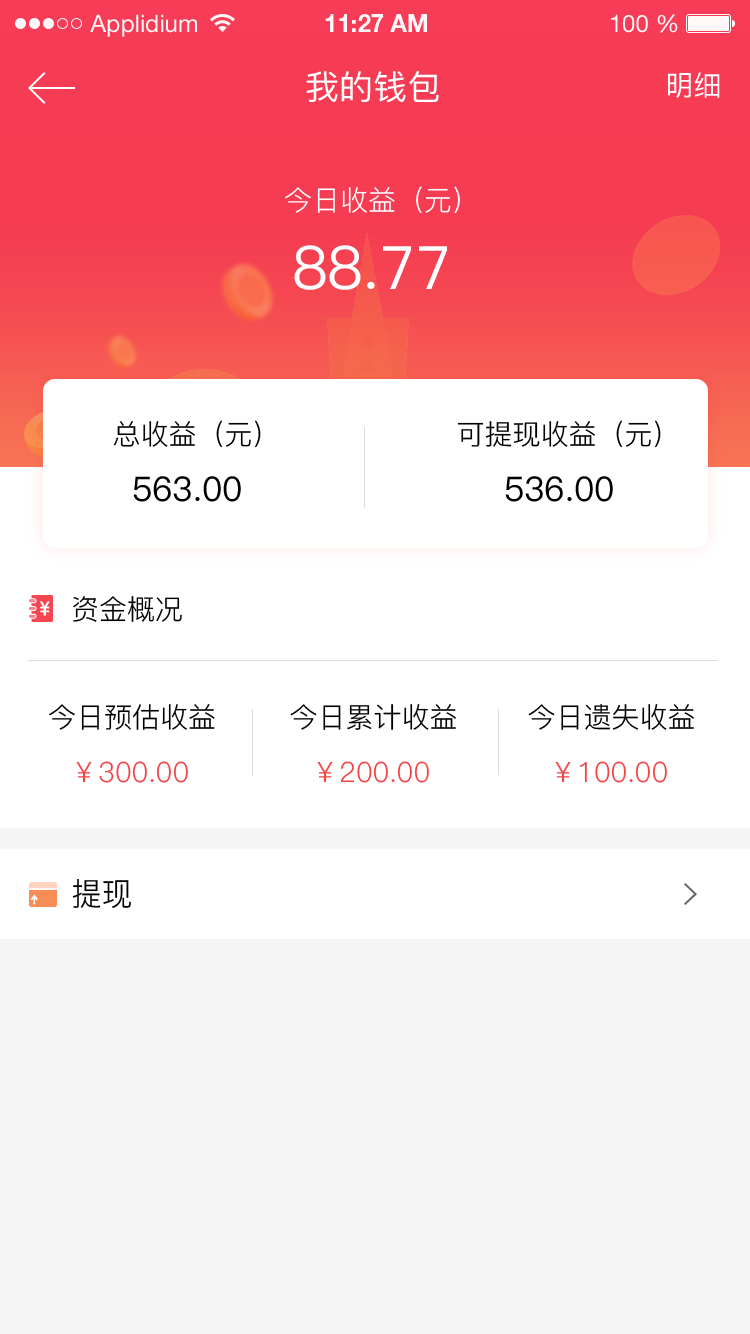 Applidium 11:27 AM 100 %
我的钱包 明细
今日收益（元）
88.77
总收益（元） 可提现收益（元）
563.00 536.00
¥ 资金概况
今日预估收益 今日累计收益 今日遗失收益
¥300.00 ¥200.00 ¥100.00
提现